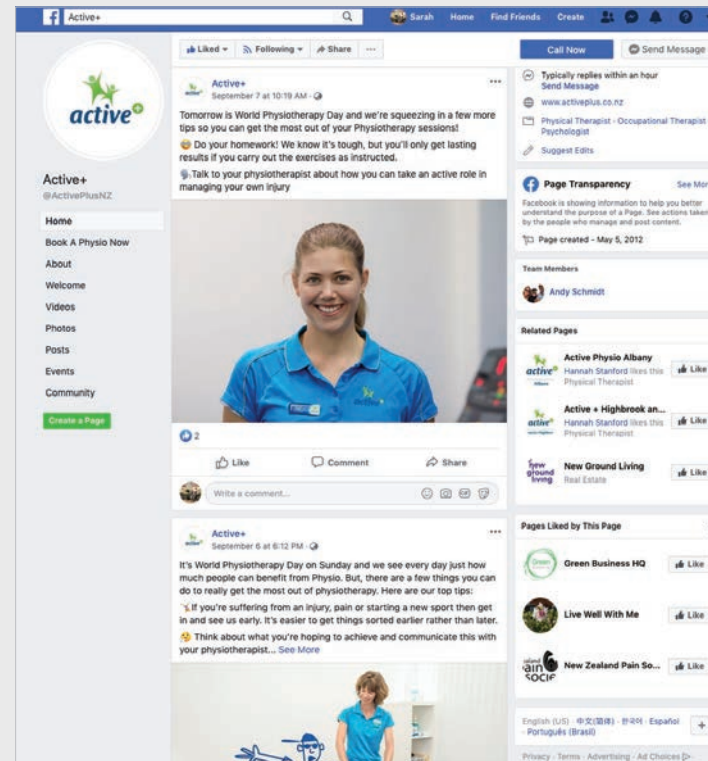 Active+
Sarah Home Find Friends Create
Liked Following Share
Call Now
Send Message
active+
Active+
@ActivePlusNZ
Home
Book A Physio Now
About
Welcome
Videos
Photos
Posts
Events
Community
Create a Page
Active+
September 7 at 10:19 AM
Tomorrow is World Physiotherapy Day and we're squeezing in a few more
tips so you can get the most out of your Physiotherapy sessions!
Do your homework! We know it's tough, but you'll only get lasting
results if you carry out the exercises as instructed.
Talk to your physiotherapist about how you can take an active role in
managing your own injury
active+
2
Like Comment Share
Write a comment...
Active+
September 6 at 6:12 PM
It's World Physiotherapy Day on Sunday and we see every day just how
much people can benefit from Physio. But, there are a few things you can
do to really get the most out of physiotherapy. Here are our top tips:
If you're suffering from an injury, pain or starting a new sport then get
in and see us early. It's easier to get things sorted earlier rather than later.
Think about what you're hoping to achieve and communicate this with
your physiotherapist... See More
Typically replies within an hour
Send Message
www.activeplus.co.nz
Physical Therapist · Occupational Therapist
Psychologist
Suggest Edits
Page Transparency See More
Facebook is showing information to help you better
understand the purpose of a Page. See actions taken
by the people who manage and post content.
Page created - May 5, 2012
Team Members
Andy Schmidt
Related Pages
active+
Active Physio Albany
Hannah Stanford likes this
Physical Therapist
Like
active+
Active + Highbrook an...
Hannah Stanford likes this
Physical Therapist
Like
new
ground
living
New Ground Living
Real Estate
Like
Pages Liked by This Page
Green Business HQ
Like
Live Well With Me
Like
New Zealand Pain So...
Like
English (US) · 中文(简体) · 한국어 · Español
· Português (Brasil)
Privacy · Terms · Advertising · Ad Choices